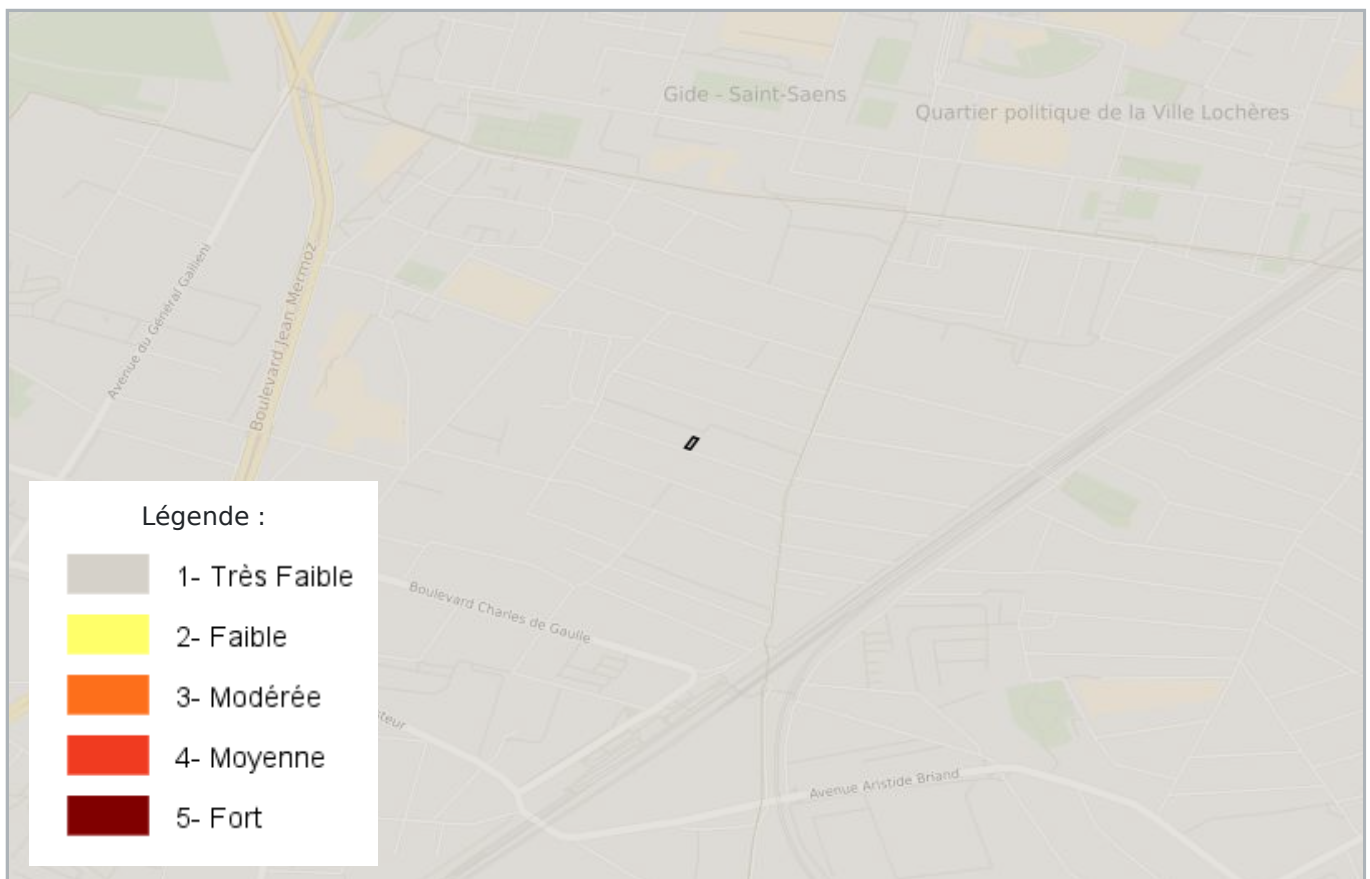 Gide - Saint-Saens
Quartier politique de la Ville Lochères
Avenue du Général Gallieni
Boulevard Jean Mermoz
Légende :
1- Très Faible
2- Faible
3- Modérée
4- Moyenne
5- Fort
Boulevard Charles de Gaulle
steur
Avenue Aristide Briand